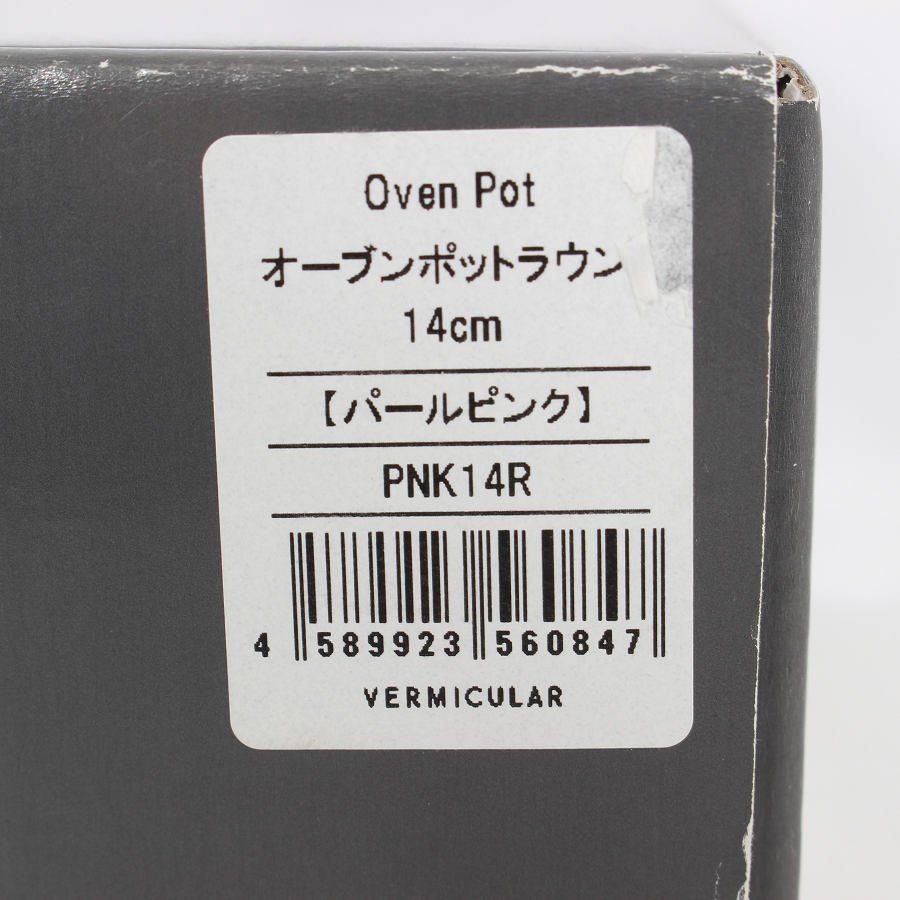 Oven Pot
オーブンポットラウン
14cm
【パールピンク】
PNK14R
4 589923 560847
VERMICULAR